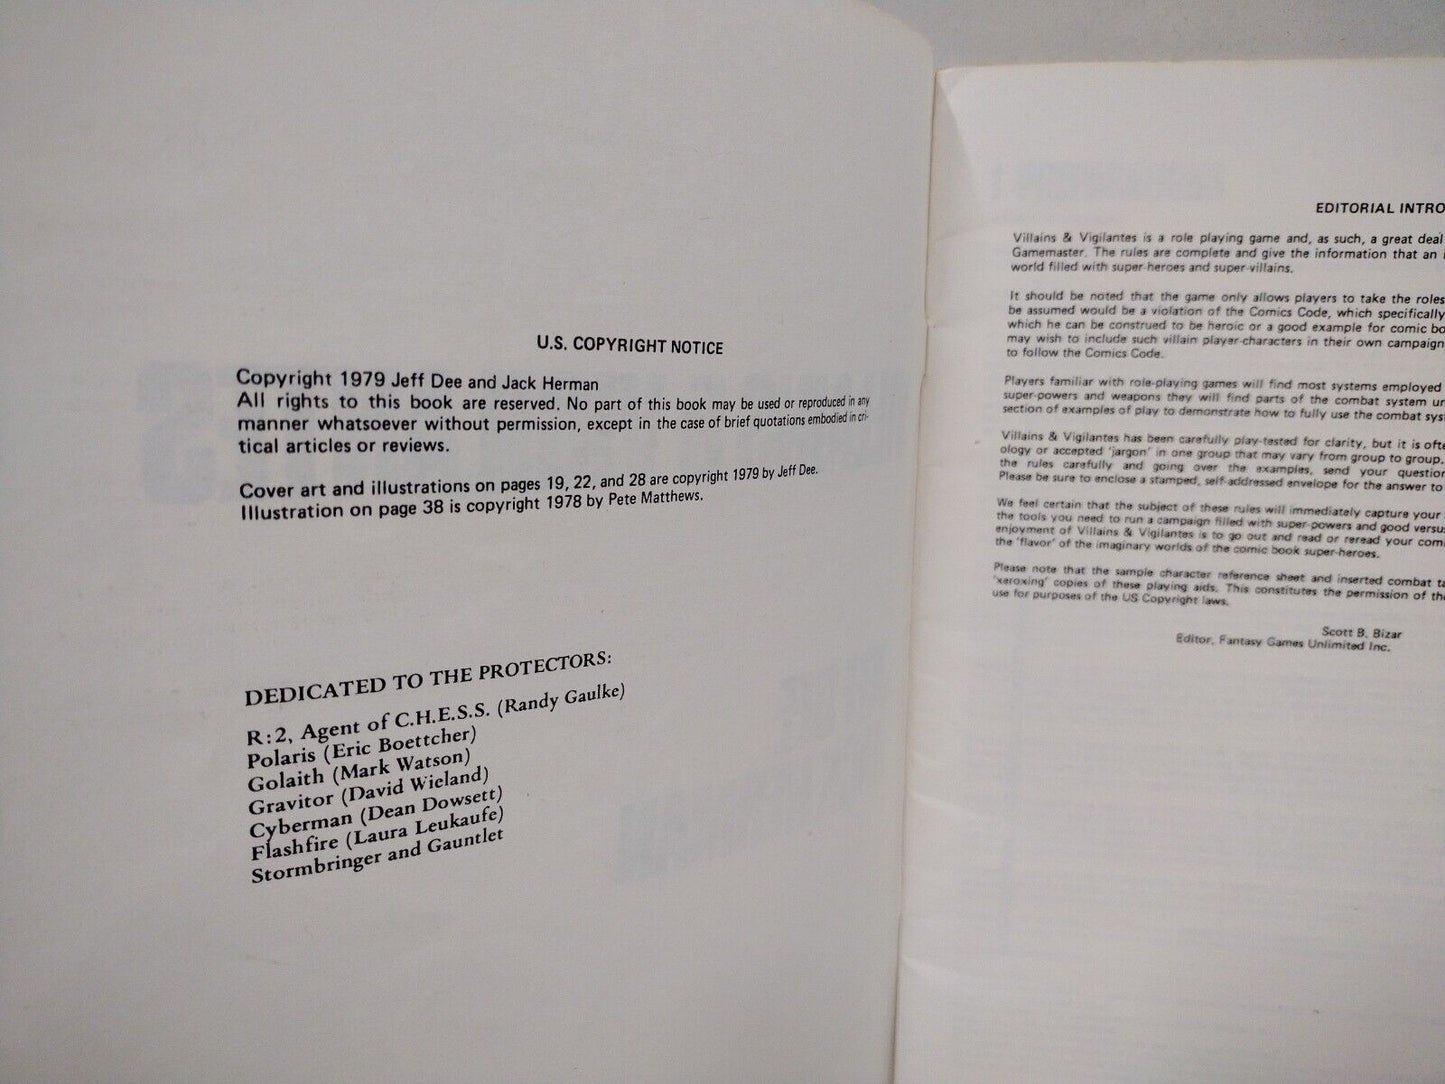 U.S. COPYRIGHT NOTICE
Copyright 1979 Jeff Dee and Jack Herman
All rights to this book are reserved. No part of this book may be used or reproduced in any
manner whatsoever without permission, except in the case of brief quotations embodied in cri-
tical articles or reviews.
Cover art and illustrations on pages 19, 22, and 28 are copyright 1979 by Jeff Dee.
Illustration on page 38 is copyright 1978 by Pete Matthews.
DEDICATED TO THE PROTECTORS:
R:2, Agent of C.H.E.S.S. (Randy Gaulke)
Polaris (Eric Boettcher)
Golaith (Mark Watson)
Gravitor (David Wieland)
Cyberman (Dean Dowsett)
Flashfire (Laura Leukaufe)
Stormbringer and Gauntlet
EDITORIAL INTRO
Villains & Vigilantes is a role playing game and, as such, a great deal
Gamemaster. The rules are complete and give the information that an
world filled with super-heroes and super-villains.
It should be noted that the game only allows players to take the roles
be assumed would be a violation of the Comics Code, which specifically
which he can be construed to be heroic or a good example for comic bo
may wish to include such villain player-characters in their own campaign
to follow the Comics Code.
Players familiar with role-playing games will find most systems employed
super-powers and weapons they will find parts of the combat system un
section of examples of play to demonstrate how to fully use the combat sys
Villains & Vigilantes has been carefully play-tested for clarity, but it is ofte
ology or accepted 'jargon' in one group that may vary from group to group.
the rules carefully and going over the examples, send your question
Please be sure to enclose a stamped, self-addressed envelope for the answer to
We feel certain that the subject of these rules will immediately capture your
the tools you need to run a campaign filled with super-powers and good versu
enjoyment of Villains & Vigilantes is to go out and read or reread your com
the 'flavor' of the imaginary worlds of the comic book super-heroes.
Please note that the sample character reference sheet and inserted combat ta
'xeroxing' copies of these playing aids. This constitutes the permission of the
use for purposes of the US Copyright laws.
Scott B. Bizar
Editor, Fantasy Games Unlimited Inc.